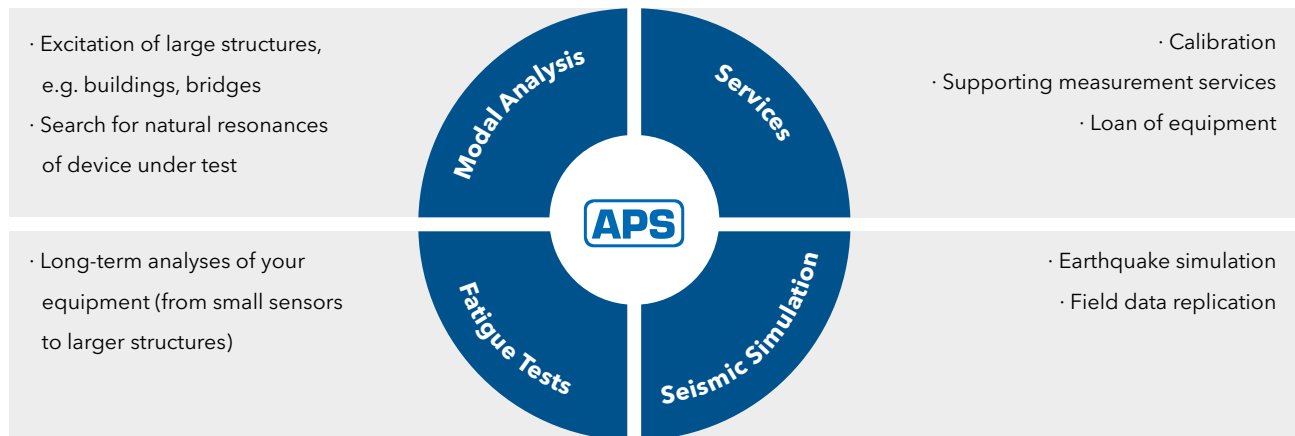 · Excitation of large structures,
e.g. buildings, bridges
· Search for natural resonances
of device under test
Modal Analysis
Services
· Calibration
· Supporting measurement services
· Loan of equipment
APS
· Long-term analyses of your
equipment (from small sensors
to larger structures)
Fatigue Tests
Seismic Simulation
· Earthquake simulation
· Field data replication